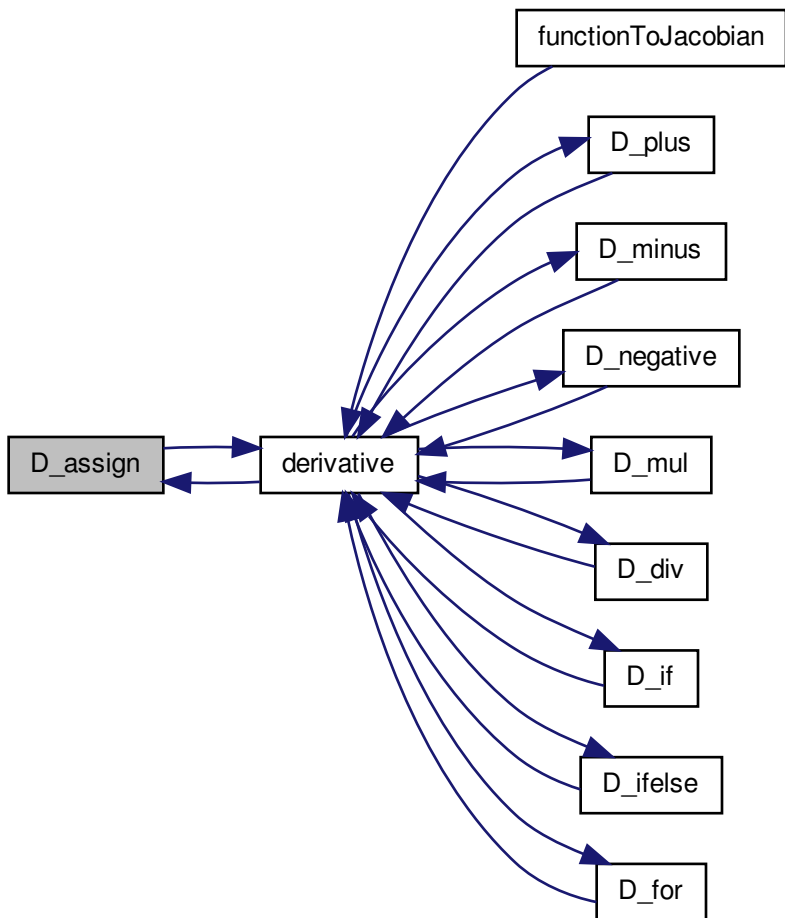 functionToJacobian
D_plus
D_minus
D_negative
D_assign
derivative
D_mul
D_div
D_if
D_ifelse
D_for